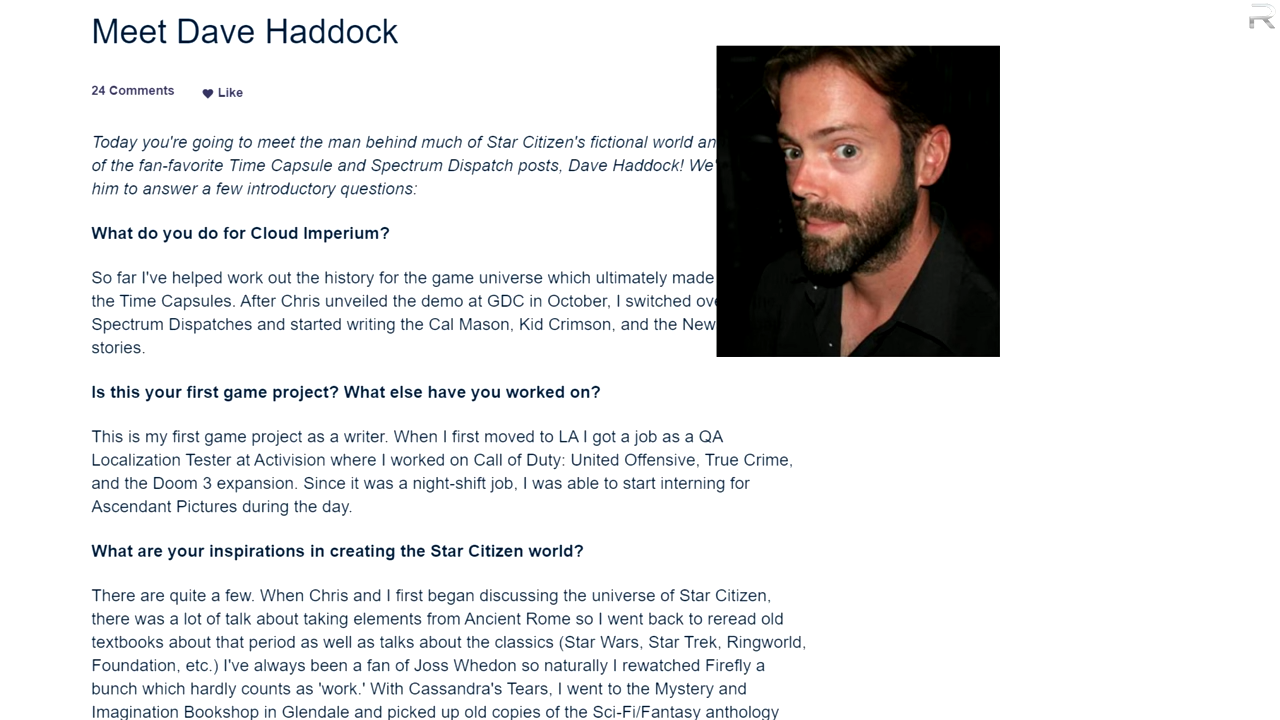 Meet Dave Haddock
24 Comments
Like
Today you're going to meet the man behind much of Star Citizen's fictional world an
of the fan-favorite Time Capsule and Spectrum Dispatch posts, Dave Haddock! We'
him to answer a few introductory questions:
What do you do for Cloud Imperium?
So far I've helped work out the history for the game universe which ultimately made
the Time Capsules. After Chris unveiled the demo at GDC in October, I switched ove
Spectrum Dispatches and started writing the Cal Mason, Kid Crimson, and the New
stories.
Is this your first game project? What else have you worked on?
This is my first game project as a writer. When I first moved to LA I got a job as a QA
Localization Tester at Activision where I worked on Call of Duty: United Offensive, True Crime,
and the Doom 3 expansion. Since it was a night-shift job, I was able to start interning for
Ascendant Pictures during the day.
What are your inspirations in creating the Star Citizen world?
There are quite a few. When Chris and I first began discussing the universe of Star Citizen,
there was a lot of talk about taking elements from Ancient Rome so I went back to reread old
textbooks about that period as well as talks about the classics (Star Wars, Star Trek, Ringworld,
Foundation, etc.) I've always been a fan of Joss Whedon so naturally I rewatched Firefly a
bunch which hardly counts as 'work.' With Cassandra's Tears, I went to the Mystery and
Imagination Bookshop in Glendale and picked up old copies of the Sci-Fi/Fantasy anthology